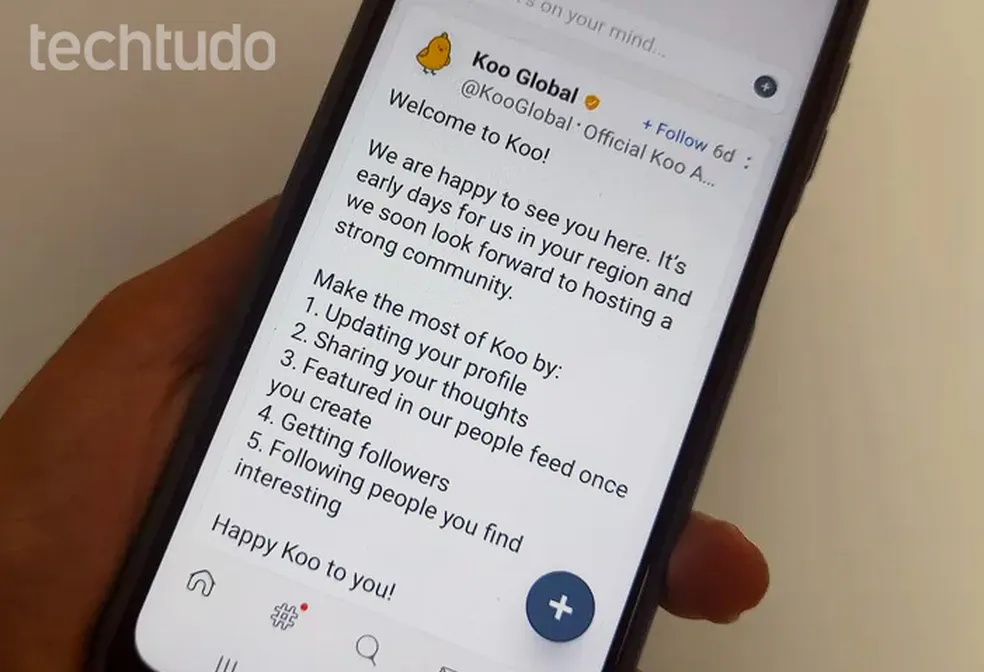 techtudo
on your mind...
Koo Global
@KooGlobal · Official Koo A...
+ Follow 6d
Welcome to Koo!
We are happy to see you here. It's
early days for us in your region and
we soon look forward to hosting a
strong community.
Make the most of Koo by:
1. Updating your profile
2. Sharing your thoughts
3. Featured in our people feed once
you create
4. Getting followers
5. Following people you find
interesting
Happy Koo to you!